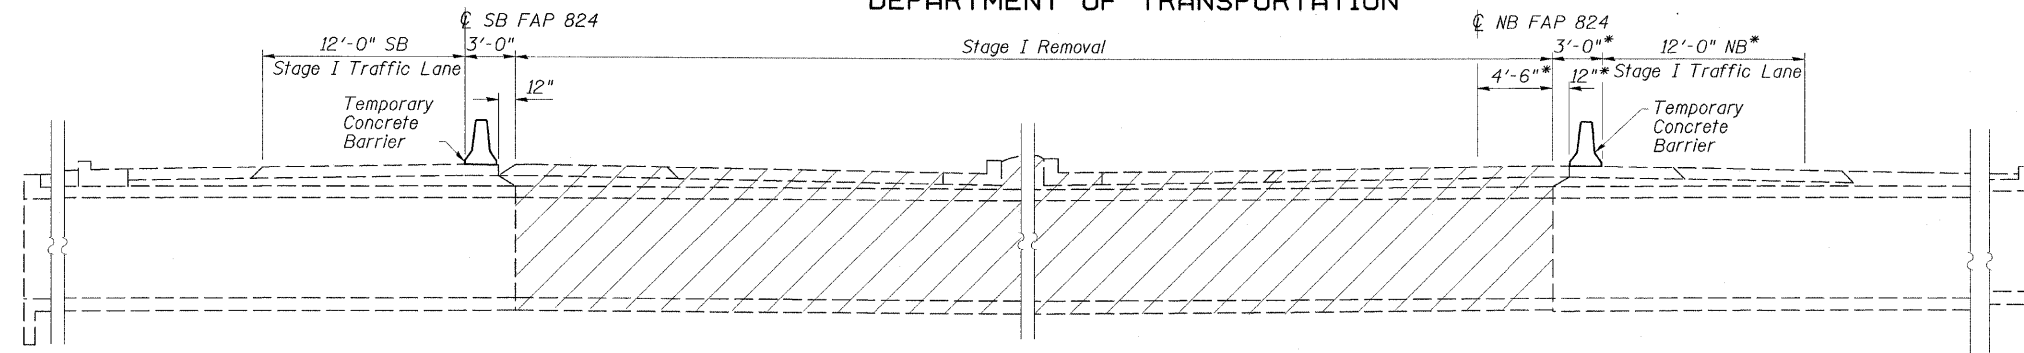 DEPARTMENT OF TRANSPORTATION
℄ SB FAP 824
℄ NB FAP 824
12'-0" SB
3'-0"
Stage I Removal
3'-0"*
12'-0" NB*
Stage I Traffic Lane
4'-6"*
12"*
Stage I Traffic Lane
12"
Temporary
Concrete
Barrier
Temporary
Concrete
Barrier